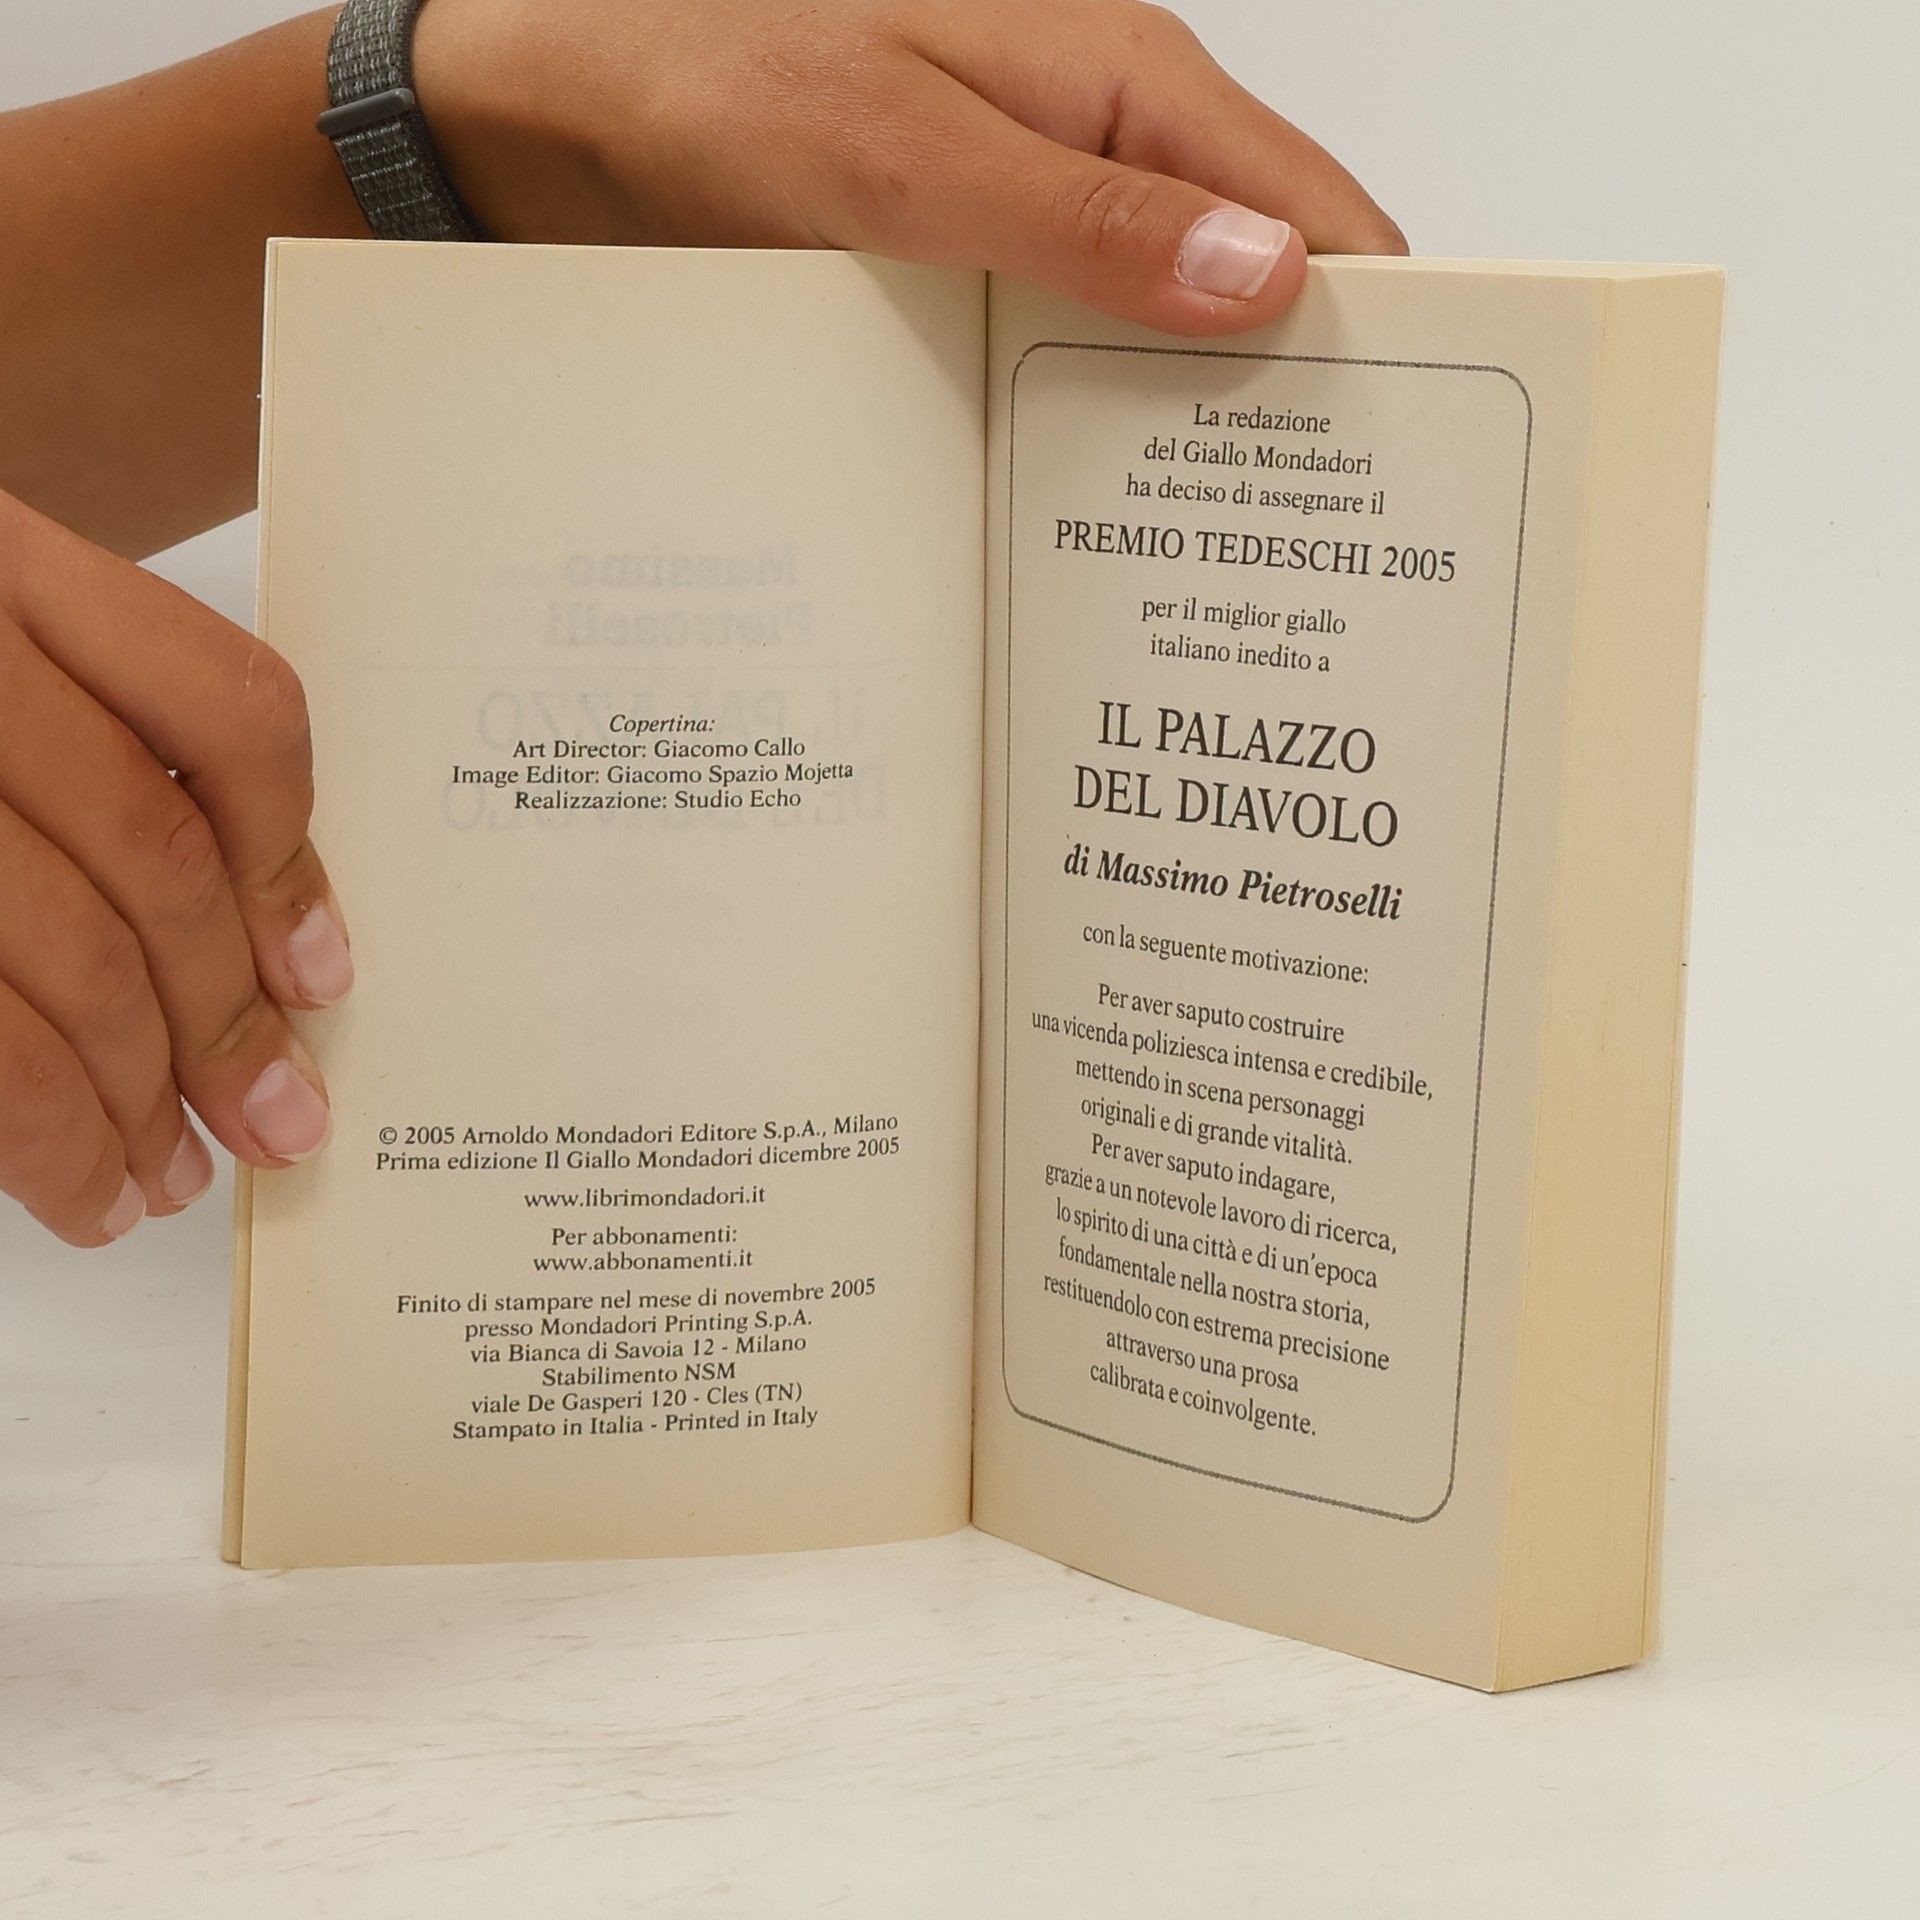 Copertina:
Art Director: Giacomo Callo
Image Editor: Giacomo Spazio Mojetta
Realizzazione: Studio Echo
© 2005 Arnoldo Mondadori Editore S.p.A., Milano
Prima edizione Il Giallo Mondadori dicembre 2005
www.librimondadori.it
Per abbonamenti:
www.abbonamenti.it
Finito di stampare nel mese di novembre 2005
presso Mondadori Printing S.p.A.
via Bianca di Savoia 12 - Milano
Stabilimento NSM
viale De Gasperi 120 - Cles (TN)
Stampato in Italia - Printed in Italy
La redazione
del Giallo Mondadori
ha deciso di assegnare il
PREMIO TEDESCHI 2005
per il miglior giallo
italiano inedito a
IL PALAZZO
DEL DIAVOLO
di Massimo Pietroselli
con la seguente motivazione:
Per aver saputo costruire
una vicenda poliziesca intensa e credibile,
mettendo in scena personaggi
originali e di grande vitalità.
Per aver saputo indagare,
grazie a un notevole lavoro di ricerca,
lo spirito di una città e di un'epoca
fondamentale nella nostra storia,
restituendolo con estrema precisione
attraverso una prosa
calibrata e coinvolgente.